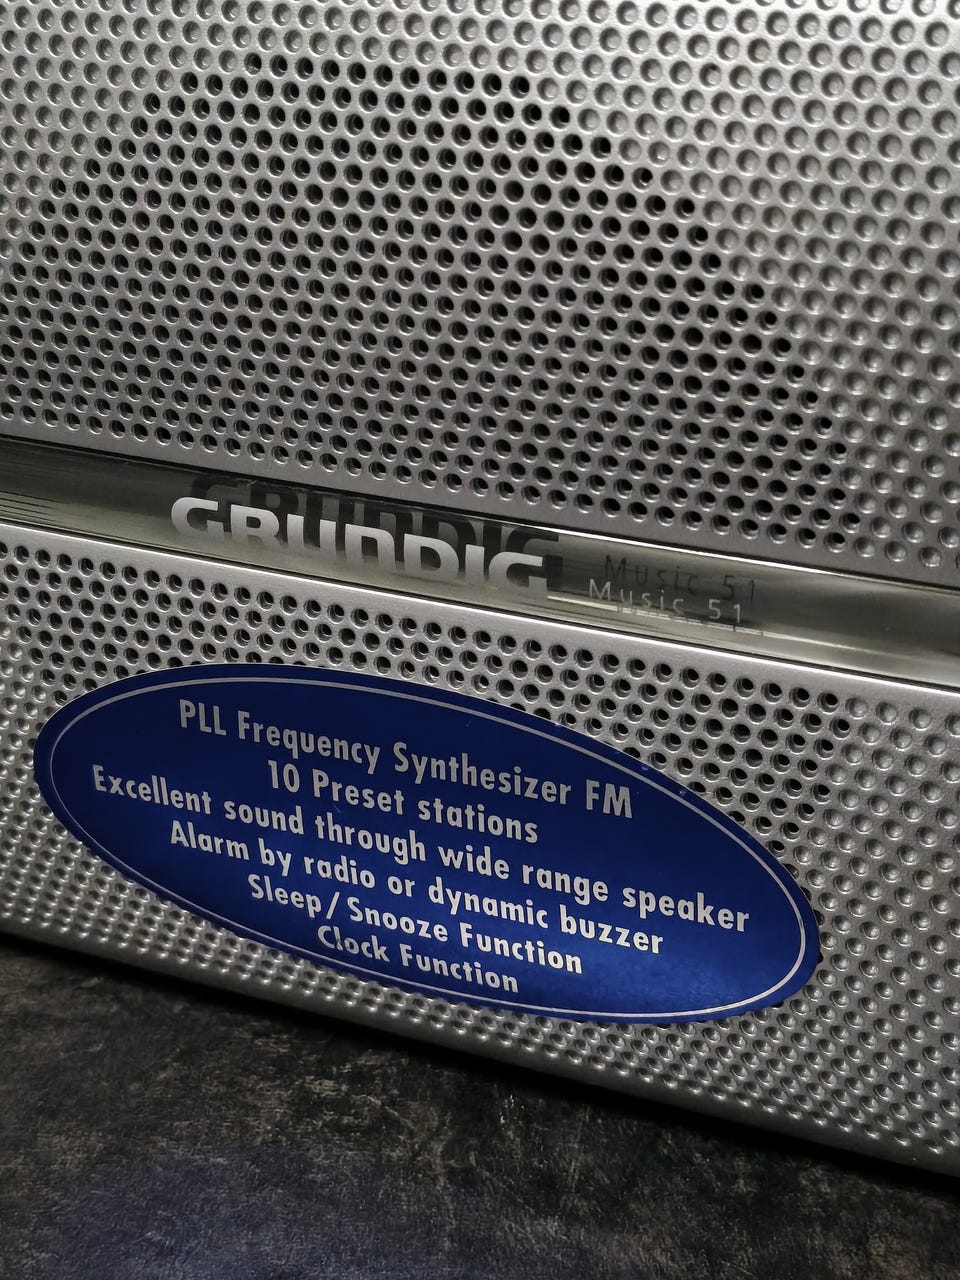 GRUNDIG Music 51
PLL Frequency Synthesizer FM
10 Preset stations
Excellent sound through wide range speaker
Alarm by radio or dynamic buzzer
Sleep/Snooze Function
Clock Function